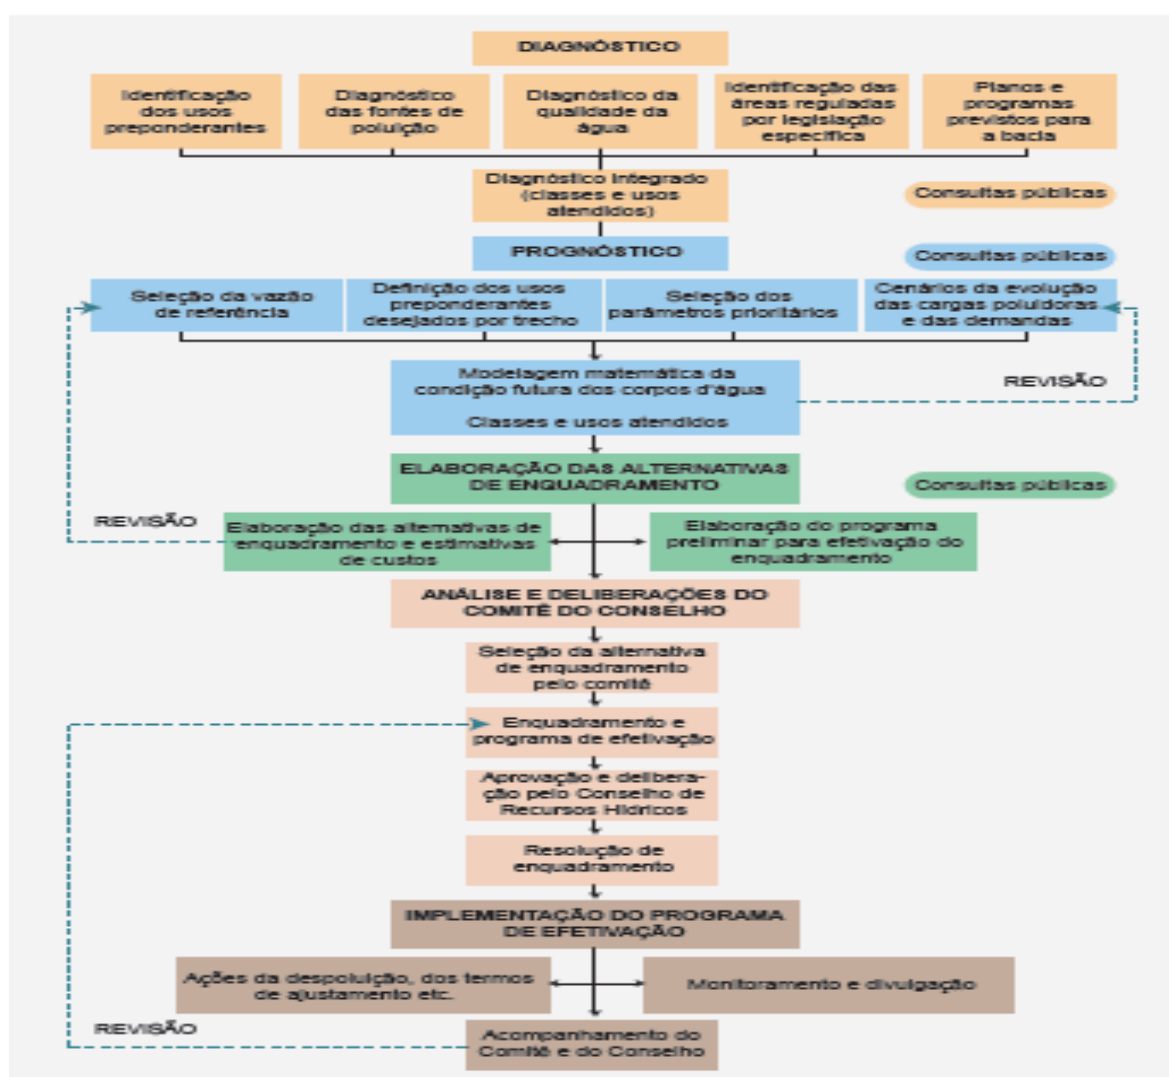 DIAGNÓSTICO
Identificação
dos usos
preponderantes
Diagnóstico
das fontes de
poluição
Diagnóstico da
qualidade da
água
Identificação das
áreas reguladas
por legislação
específica
Planos e
programas
previstos para
a bacia
Diagnóstico integrado
(classes e usos
atendidos)
Consultas públicas
PROGNÓSTICO
Consultas públicas
Seleção da vazão
de referência
Definição dos usos
preponderantes
desejados por trecho
Seleção dos
parâmetros prioritários
Cenários da evolução
das cargas poluidoras
e das demandas
Modelagem matemática da
condição futura dos corpos d'água
Classes e usos atendidos
REVISÃO
ELABORAÇÃO DAS ALTERNATIVAS
DE ENQUADRAMENTO
Consultas públicas
REVISÃO
Elaboração das alternativas de
enquadramento e estimativas
de custos
Elaboração do programa
preliminar para efetivação do
enquadramento
ANÁLISE E DELIBERAÇÕES DO
COMITÊ DO CONSELHO
Seleção da alternativa
de enquadramento
pelo comitê
Enquadramento e
programa de efetivação
Aprovação e delibera-
ção pelo Conselho de
Recursos Hídricos
Resolução de
enquadramento
IMPLEMENTAÇÃO DO PROGRAMA
DE EFETIVAÇÃO
Ações da despoluição, dos termos
de ajustamento etc.
Monitoramento e divulgação
REVISÃO
Acompanhamento do
Comitê e do Conselho